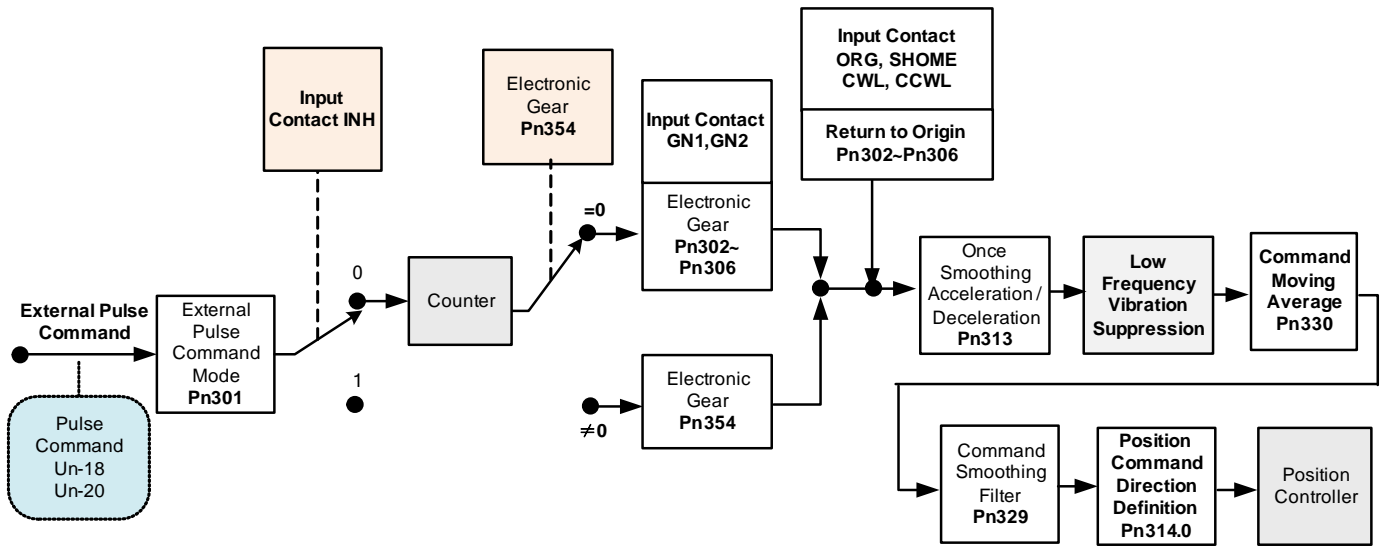 External Pulse
Command
Pulse
Command
Un-18
Un-20
External
Pulse
Command
Mode
Pn301
Input
Contact INH
0
1
Counter
Electronic
Gear
Pn354
=0
≠0
Input Contact
GN1,GN2
Electronic
Gear
Pn302~
Pn306
Electronic
Gear
Pn354
Input Contact
ORG, SHOME
CWL, CCWL
Return to Origin
Pn302~Pn306
Once
Smoothing
Acceleration /
Deceleration
Pn313
Low
Frequency
Vibration
Suppression
Command
Moving
Average
Pn330
Command
Smoothing
Filter
Pn329
Position
Command
Direction
Definition
Pn314.0
Position
Controller